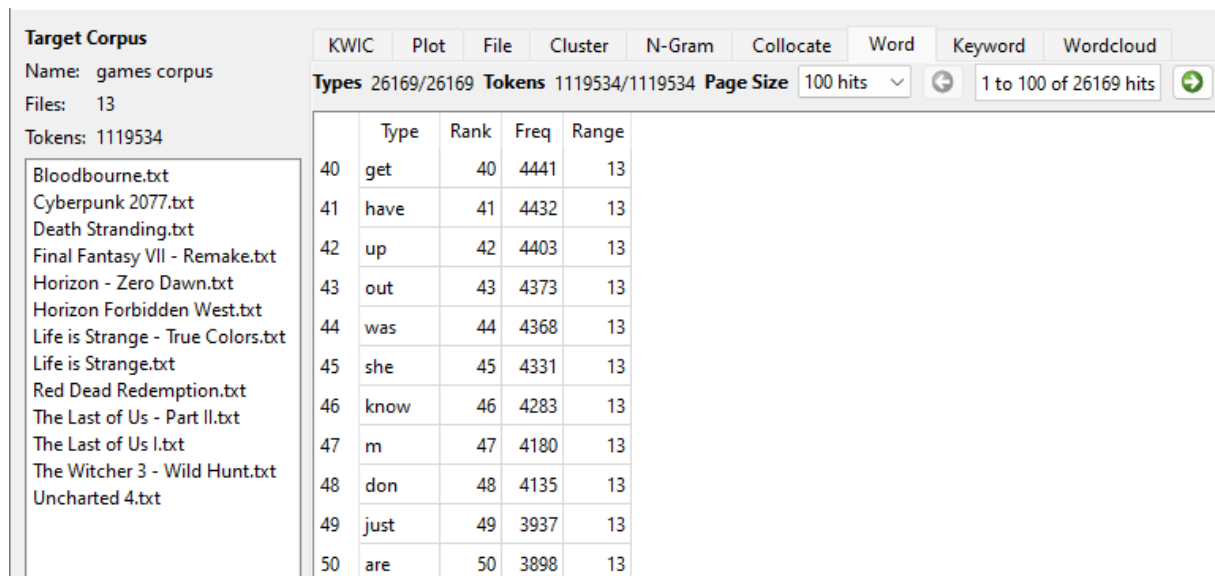 Target Corpus
Name: games corpus
Files: 13
Tokens: 1119534
Bloodbourne.txt
Cyberpunk 2077.txt
Death Stranding.txt
Final Fantasy VII - Remake.txt
Horizon - Zero Dawn.txt
Horizon Forbidden West.txt
Life is Strange - True Colors.txt
Life is Strange.txt
Red Dead Redemption.txt
The Last of Us - Part II.txt
The Last of Us I.txt
The Witcher 3 - Wild Hunt.txt
Uncharted 4.txt
KWIC Plot File Cluster N-Gram Collocate Word Keyword Wordcloud
Types 26169/26169 Tokens 1119534/1119534 Page Size 100 hits 1 to 100 of 26169 hits
Type Rank Freq Range
40 get 40 4441 13
41 have 41 4432 13
42 up 42 4403 13
43 out 43 4373 13
44 was 44 4368 13
45 she 45 4331 13
46 know 46 4283 13
47 m 47 4180 13
48 don 48 4135 13
49 just 49 3937 13
50 are 50 3898 13